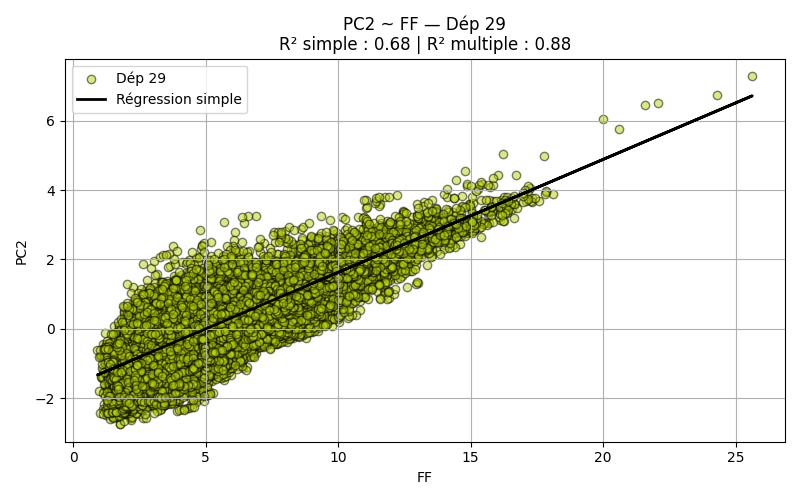 PC2 ~ FF — Dép 29
R² simple : 0.68 | R² multiple : 0.88
Dép 29
Régression simple
PC2
6
4
2
0
−2
0 5 10 15 20 25
FF